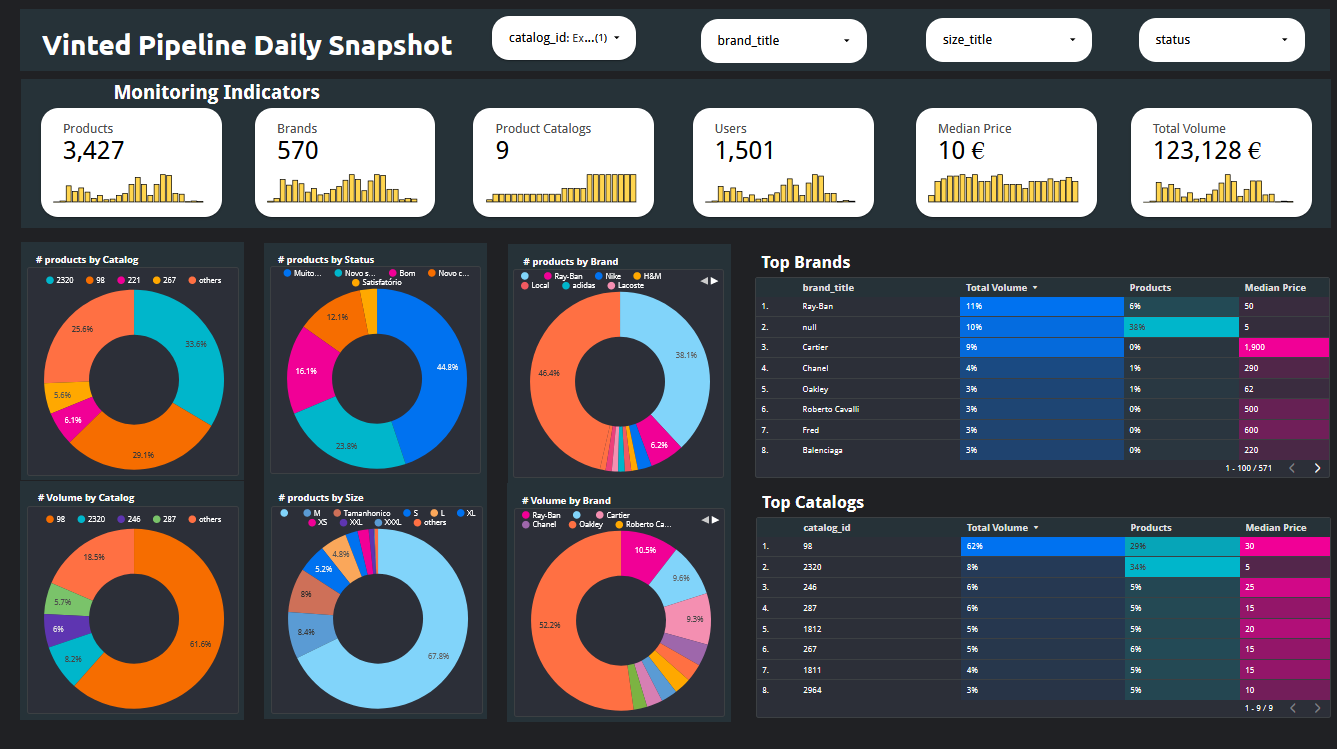 Vinted Pipeline Daily Snapshot
catalog_id: Ex...(1)
brand_title
size_title
status
Monitoring Indicators
Products
3,427
Brands
570
Product Catalogs
9
Users
1,501
Median Price
10 €
Total Volume
123,128 €
# products by Catalog
2320 98 221 267 others
33.6%
29.1%
6.1%
5.6%
25.6%
# products by Status
Muito... Novo s... Bom Novo c...
Satisfatório
44.8%
23.8%
16.1%
12.1%
# products by Brand
Ray-Ban Nike H&M
Local adidas Lacoste
38.1%
6.2%
46.4%
Top Brands
brand_title Total Volume Products Median Price
1. Ray-Ban 11% 6% 50
2. null 10% 38% 5
3. Cartier 9% 0% 1,900
4. Chanel 4% 1% 290
5. Oakley 3% 1% 62
6. Roberto Cavalli 3% 0% 500
7. Fred 3% 0% 600
8. Balenciaga 3% 0% 220
1 - 100 / 571
# Volume by Catalog
98 2320 246 287 others
61.6%
8.2%
6%
5.7%
18.5%
# products by Size
M Tamanhonico S L XL
XS XXL XXXL others
67.8%
8.4%
8%
5.2%
4.8%
# Volume by Brand
Ray-Ban Cartier
Chanel Oakley Roberto Ca...
10.5%
9.6%
9.3%
52.2%
Top Catalogs
catalog_id Total Volume Products Median Price
1. 98 62% 29% 30
2. 2320 8% 34% 5
3. 246 6% 5% 25
4. 287 6% 5% 15
5. 1812 5% 5% 20
6. 267 5% 6% 15
7. 1811 4% 5% 15
8. 2964 3% 5% 10
1 - 9 / 9